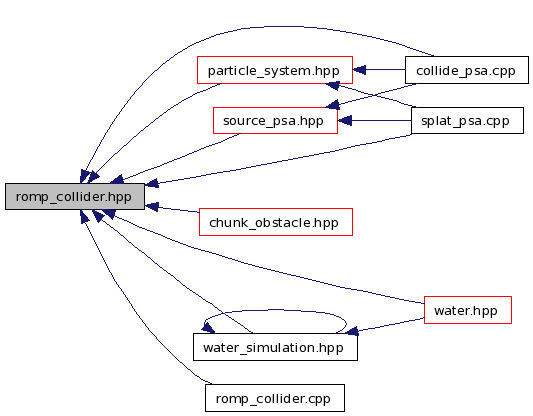 particle_system.hpp
collide_psa.cpp
source_psa.hpp
splat_psa.cpp
romp_collider.hpp
chunk_obstacle.hpp
water.hpp
water_simulation.hpp
romp_collider.cpp